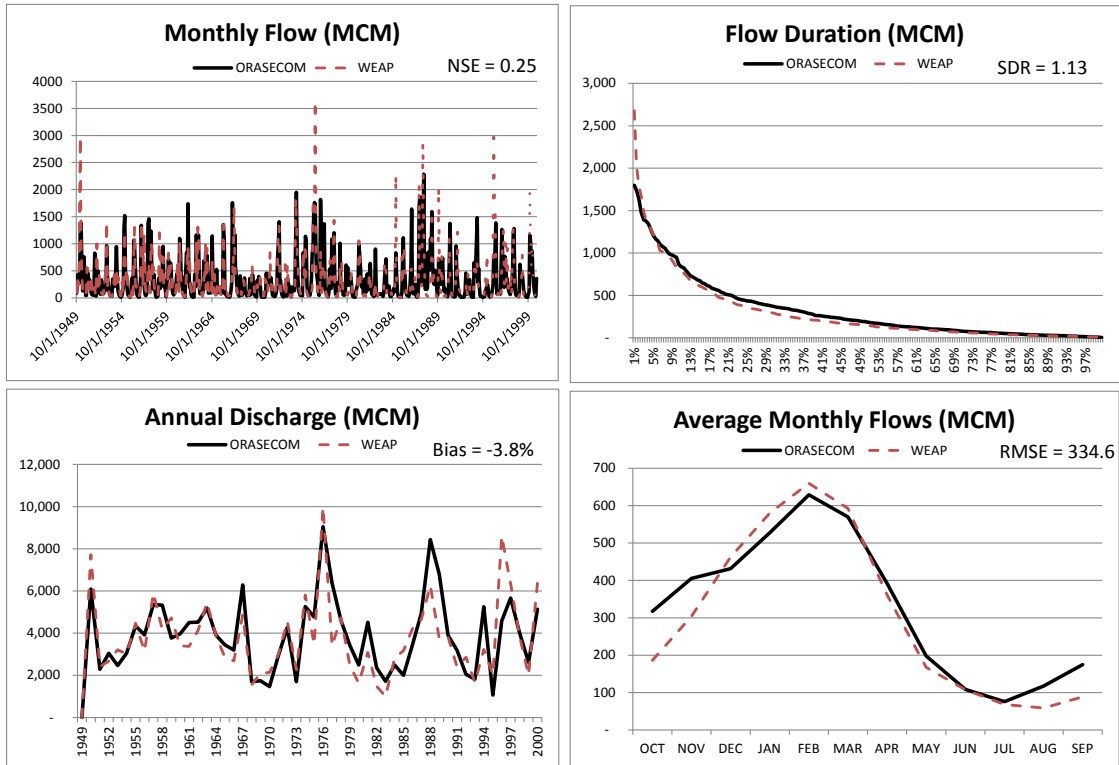 Monthly Flow (MCM)
ORASECOM WEAP
NSE = 0.25
4000
3500
3000
2500
2000
1500
1000
500
0
10/1/1949 10/1/1954 10/1/1959 10/1/1964 10/1/1969 10/1/1974 10/1/1979 10/1/1984 10/1/1989 10/1/1994 10/1/1999
Flow Duration (MCM)
ORASECOM WEAP
SDR = 1.13
3,000
2,500
2,000
1,500
1,000
500
-
1% 5% 9% 13% 17% 21% 25% 29% 33% 37% 41% 45% 49% 53% 57% 61% 65% 69% 73% 77% 81% 85% 89% 93% 97%
Annual Discharge (MCM)
ORASECOM WEAP
Bias = -3.8%
12,000
10,000
8,000
6,000
4,000
2,000
-
1949 1952 1955 1958 1961 1964 1967 1970 1973 1976 1979 1982 1985 1988 1991 1994 1997 2000
Average Monthly Flows (MCM)
ORASECOM WEAP
RMSE = 334.6
700
600
500
400
300
200
100
-
OCT NOV DEC JAN FEB MAR APR MAY JUN JUL AUG SEP